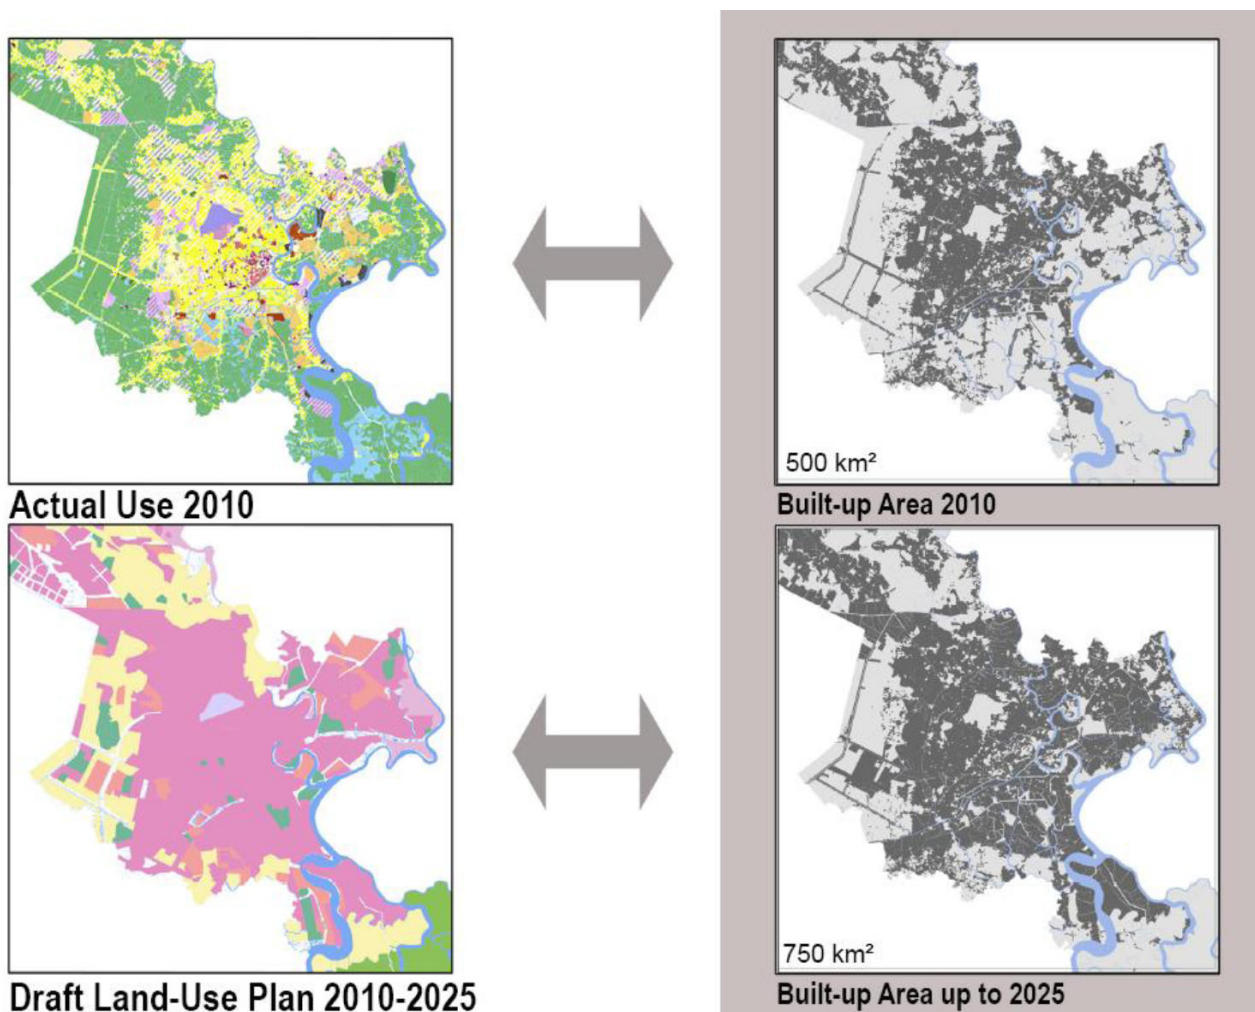 500 km²
Actual Use 2010
Built-up Area 2010
750 km²
Draft Land-Use Plan 2010-2025
Built-up Area up to 2025